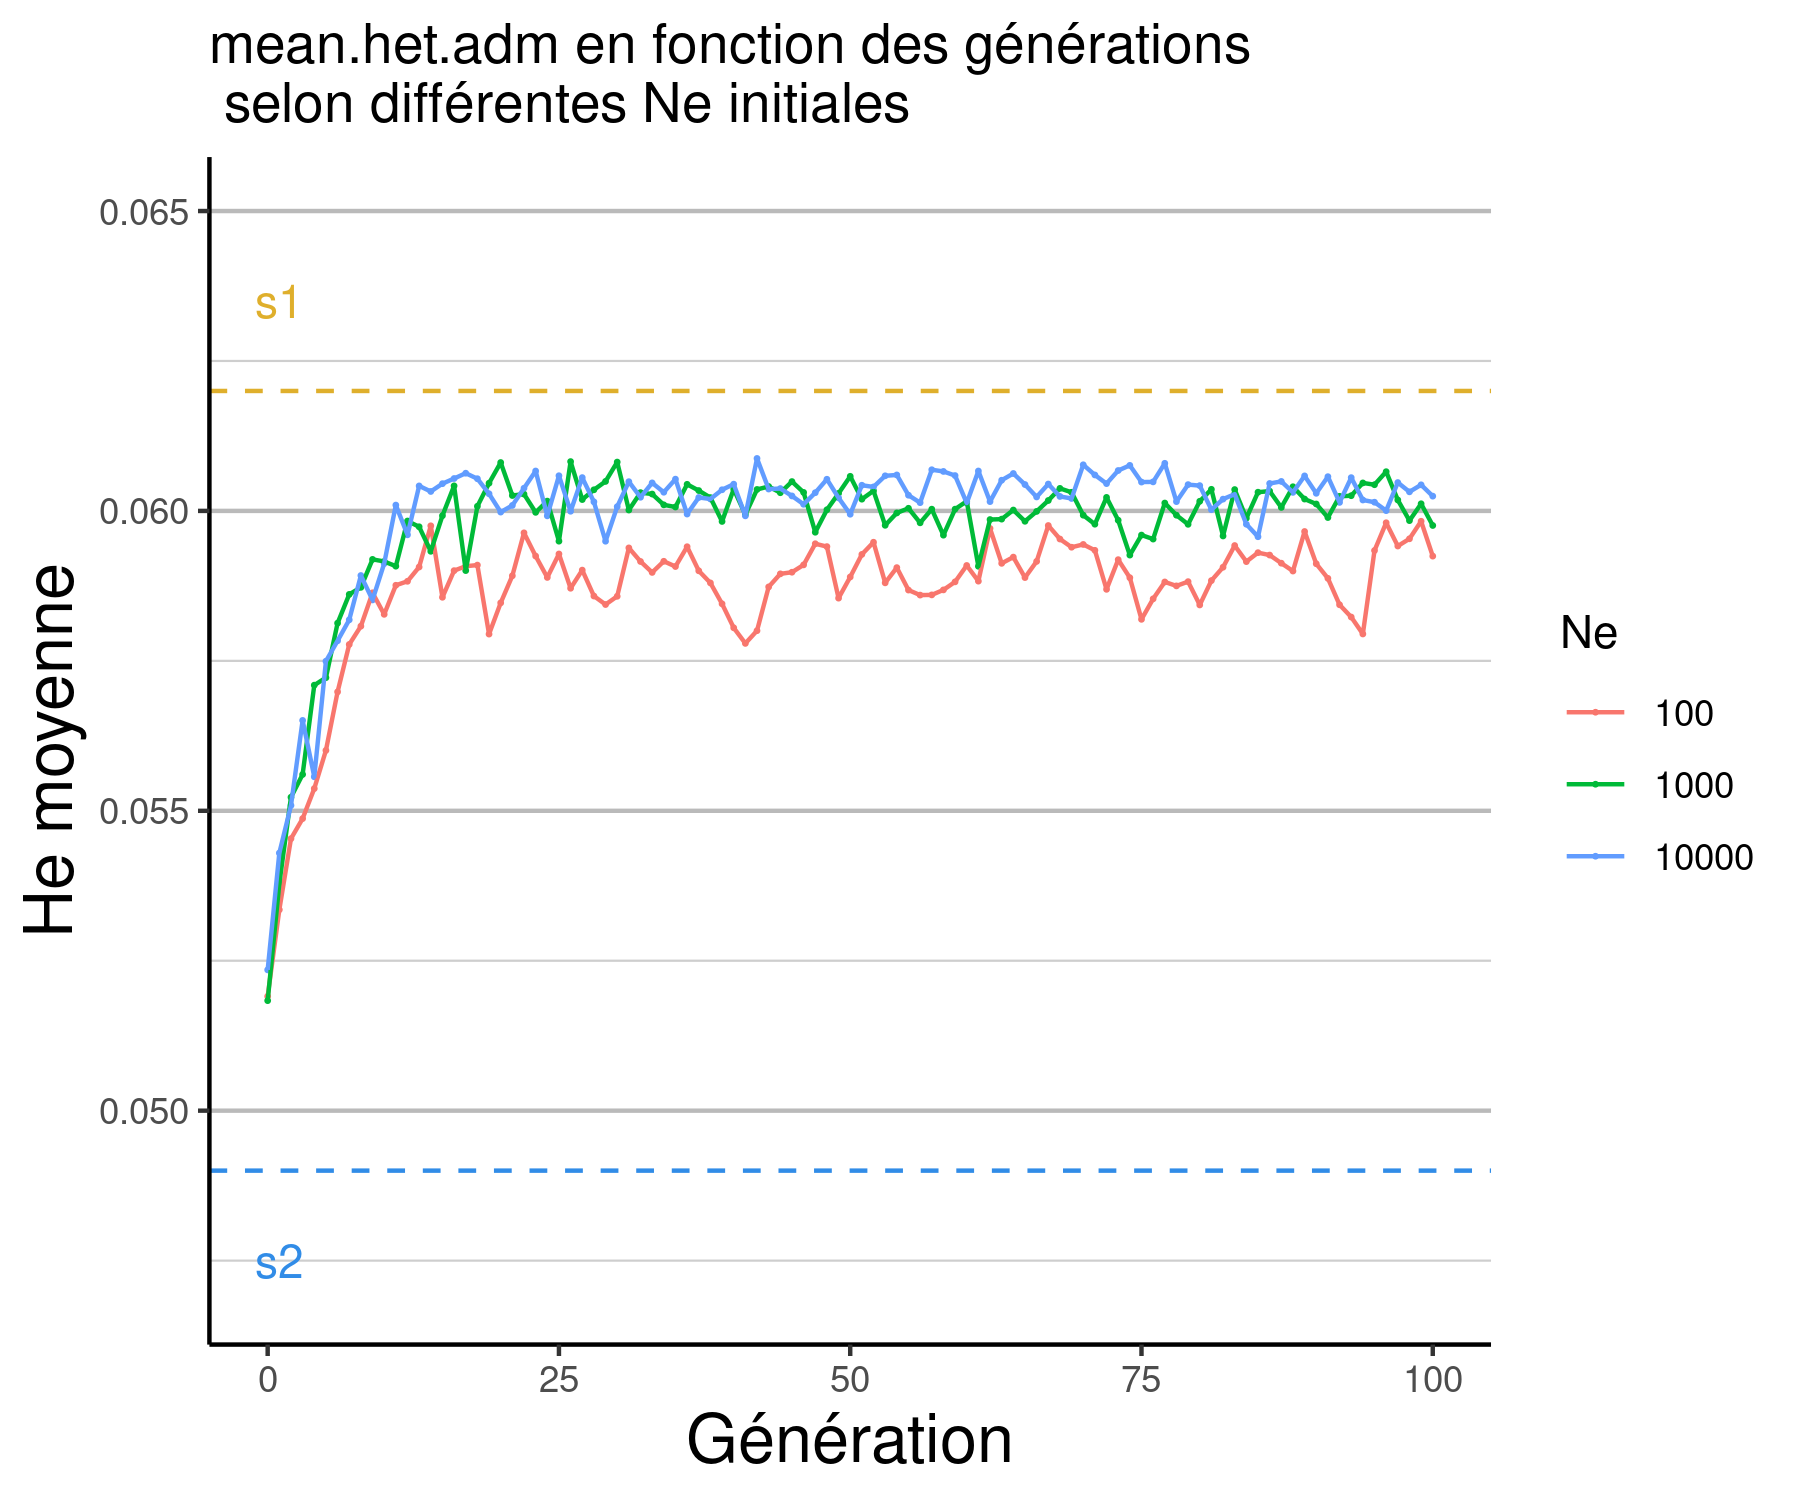 mean.het.adm en fonction des générations
selon différentes Ne initiales
0.065
s1
0.060
He moyenne
0.055
0.050
s2
0
25
50
75
100
Génération
Ne
100
1000
10000